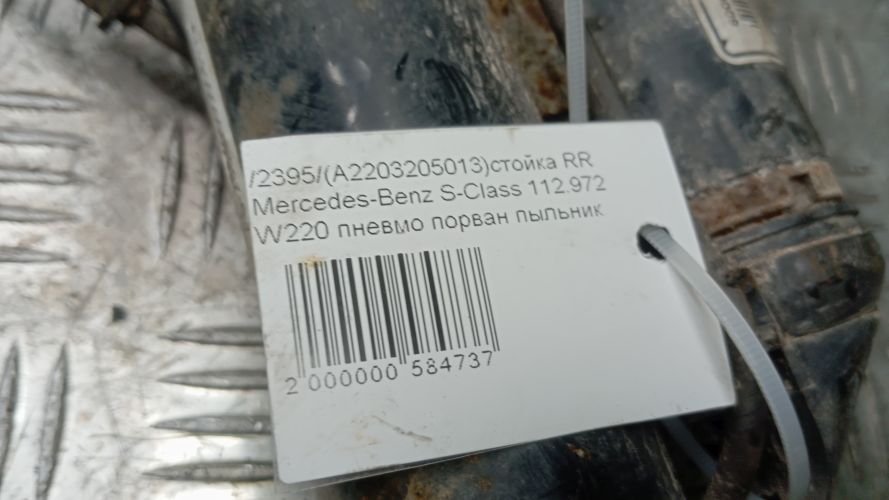 /2395/(A2203205013)стойка RR
Mercedes-Benz S-Class 112.972
W220 пневмо порван пыльник
2 000000 584737